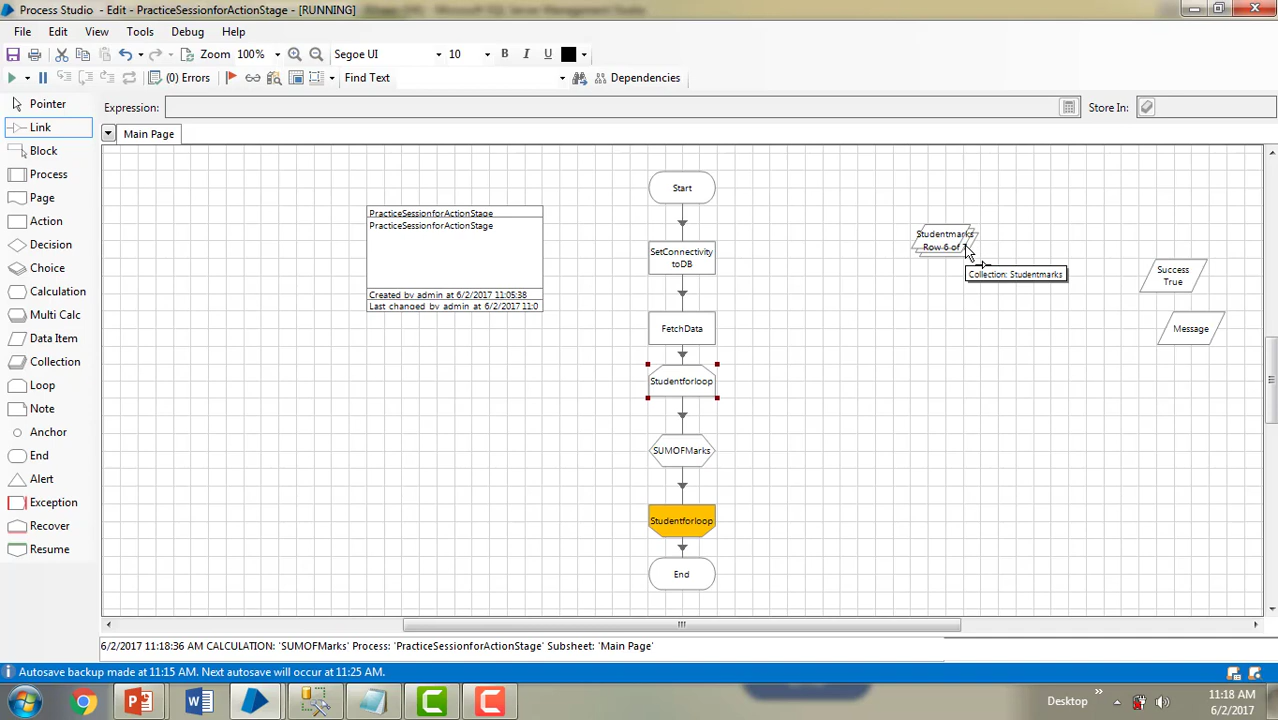 Process Studio - Edit - PracticeSessionforActionStage - [RUNNING]
File Edit View Tools Debug Help
Zoom 100% Segoe UI 10 B I U
(0) Errors Find Text Dependencies
Expression: Store In:
Main Page
Pointer
Link
Block
Process
Page
Action
Decision
Choice
Calculation
Multi Calc
Data Item
Collection
Loop
Note
Anchor
End
Alert
Exception
Recover
Resume
PracticeSessionforActionStage
PracticeSessionforActionStage
Created by admin at 6/2/2017 11:05:38
Last changed by admin at 6/2/2017 11:0
Start
SetConnectivity
toDB
FetchData
Studentforloop
SUMOFMarks
Studentforloop
End
Studentmarks
Row 6 of
Collection: Studentmarks
Success
True
Message
6/2/2017 11:18:36 AM CALCULATION: 'SUMOFMarks' Process: 'PracticeSessionforActionStage' Subsheet: 'Main Page'
Autosave backup made at 11:15 AM. Next autosave will occur at 11:25 AM.
Desktop
11:18 AM
6/2/2017